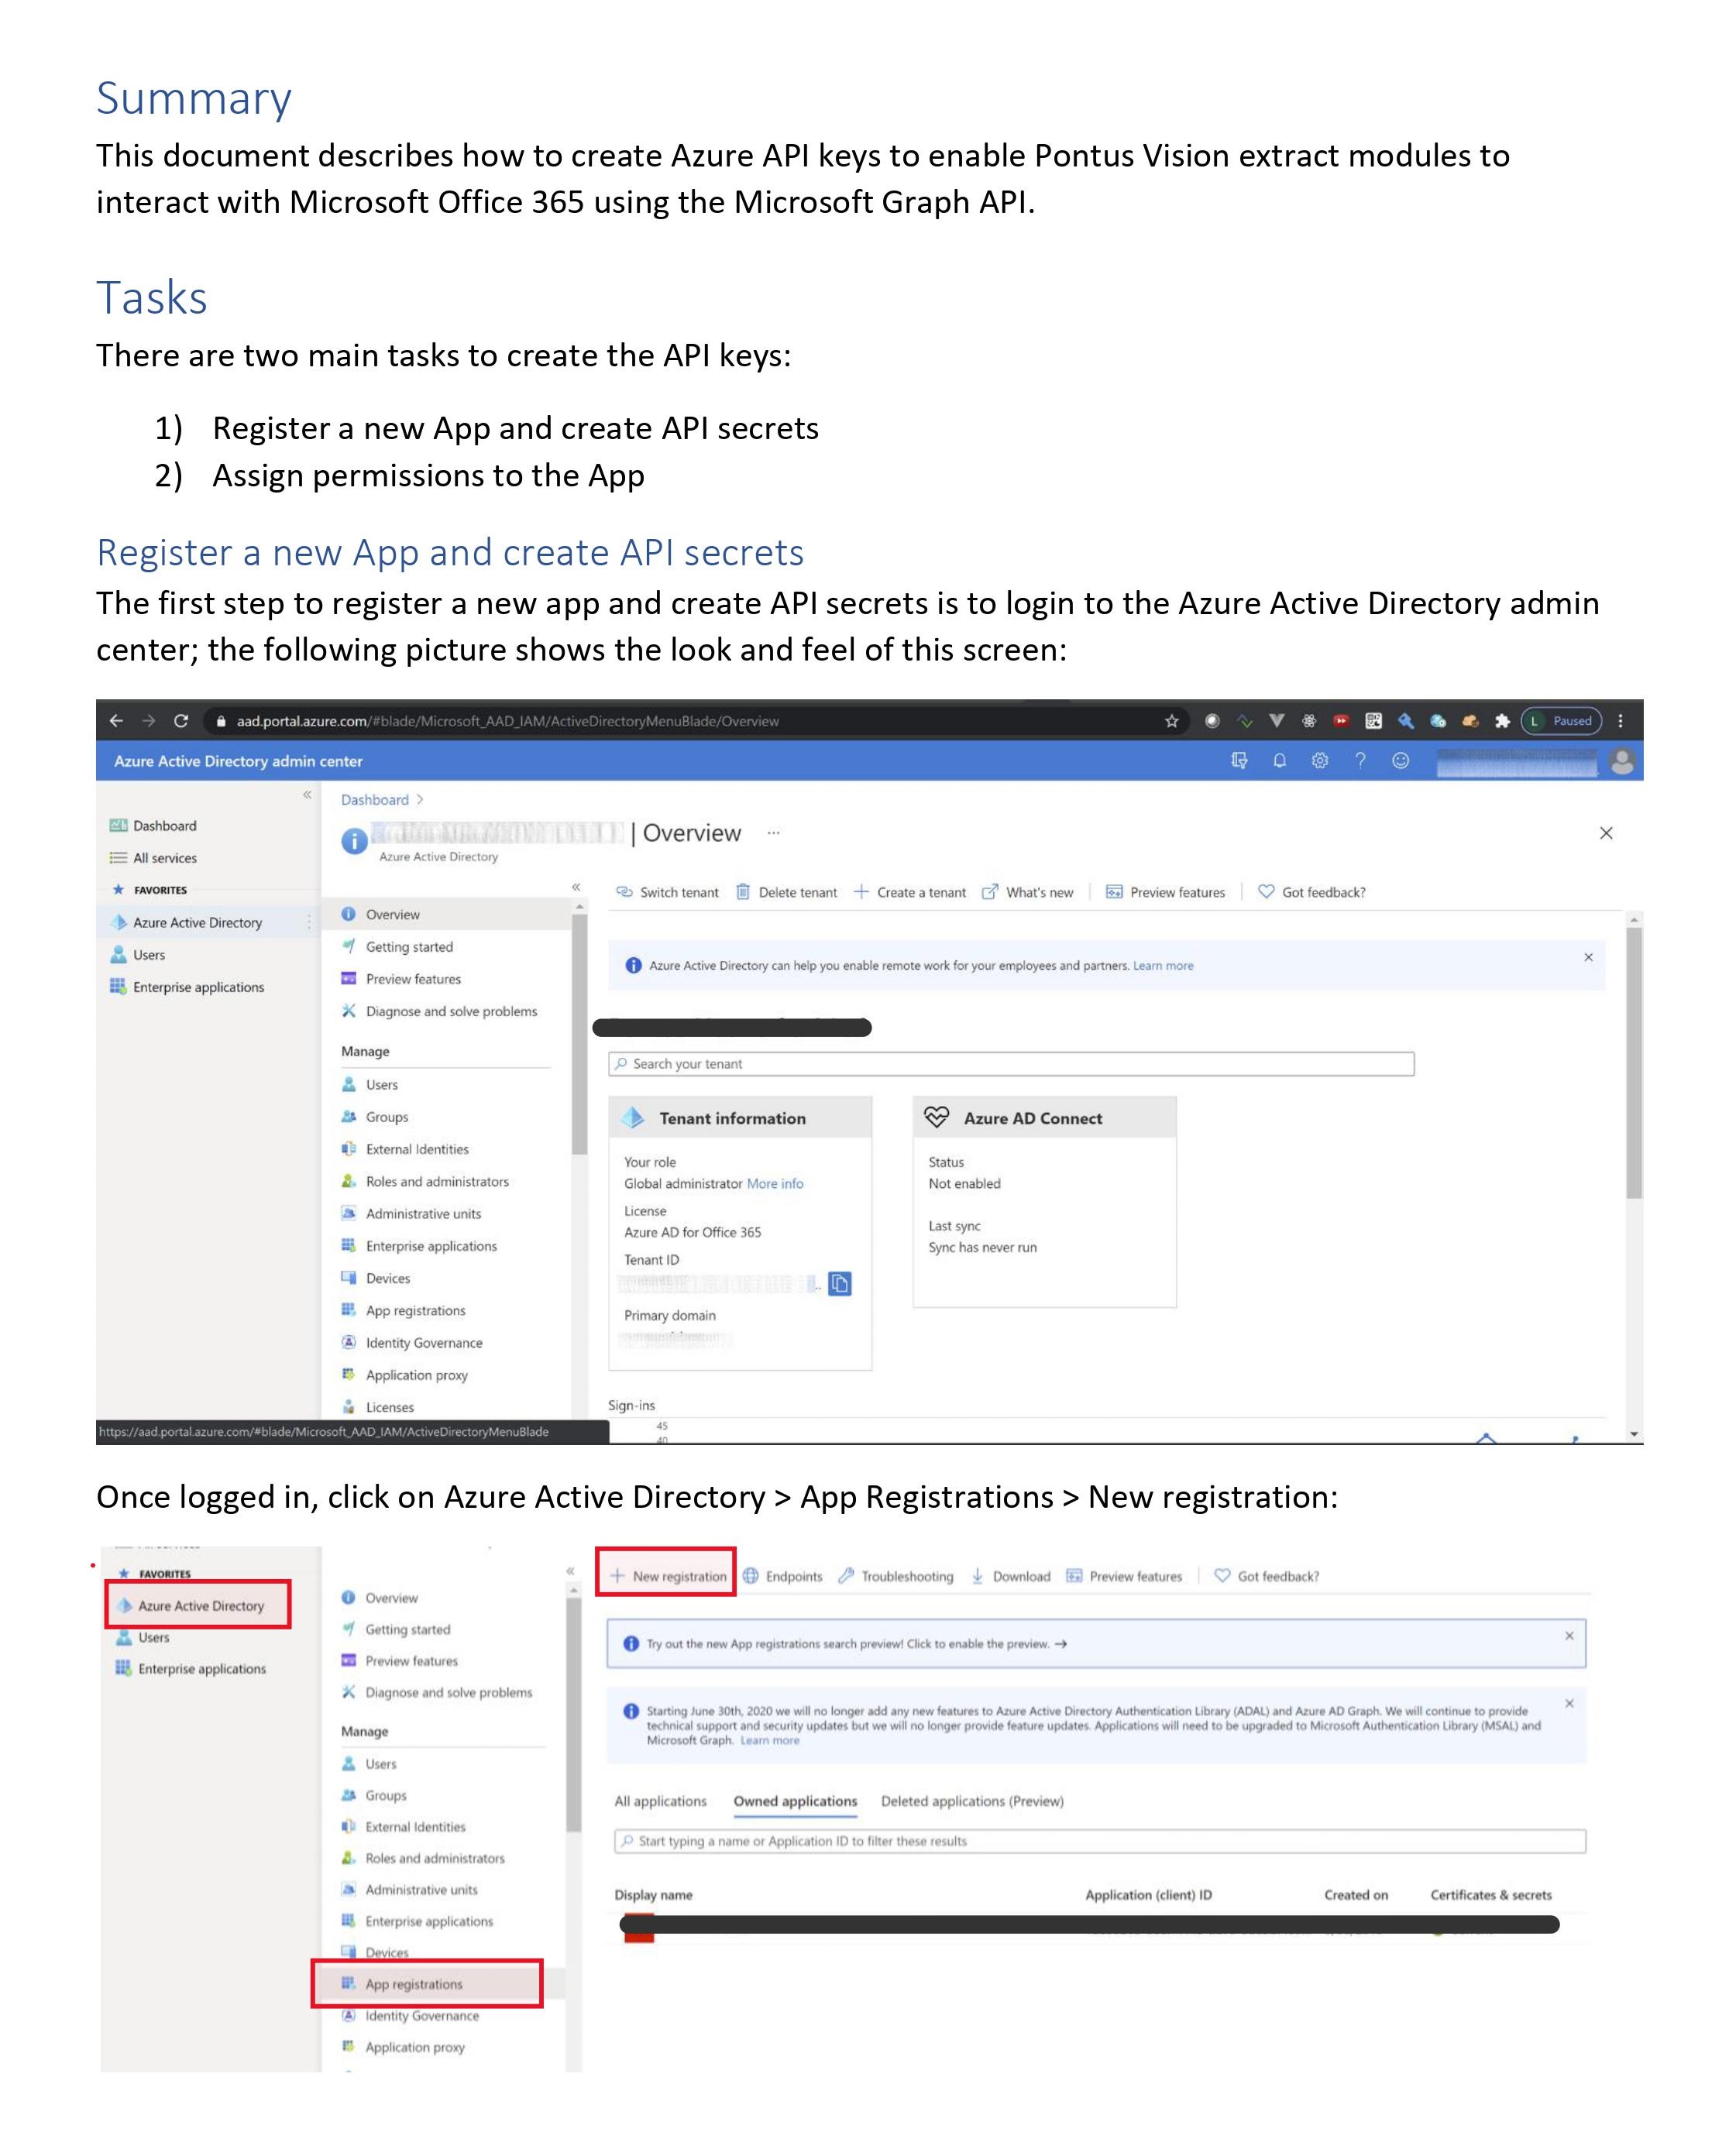 Summary
This document describes how to create Azure API keys to enable Pontus Vision extract modules to
interact with Microsoft Office 365 using the Microsoft Graph API.
Tasks
There are two main tasks to create the API keys:
1) Register a new App and create API secrets
2) Assign permissions to the App
Register a new App and create API secrets
The first step to register a new app and create API secrets is to login to the Azure Active Directory admin
center; the following picture shows the look and feel of this screen:
aad.portal.azure.com/#blade/Microsoft_AAD_IAM/ActiveDirectoryMenuBlade/Overview
L Paused
Azure Active Directory admin center
Dashboard
All services
FAVORITES
Azure Active Directory
Users
Enterprise applications
Dashboard >
| Overview ...
Azure Active Directory
Overview
Getting started
Preview features
Diagnose and solve problems
Manage
Users
Groups
External Identities
Roles and administrators
Administrative units
Enterprise applications
Devices
App registrations
Identity Governance
Application proxy
Licenses
Switch tenant Delete tenant Create a tenant What's new Preview features Got feedback?
Azure Active Directory can help you enable remote work for your employees and partners. Learn more
Search your tenant
Tenant information
Your role
Global administrator More info
License
Azure AD for Office 365
Tenant ID
Primary domain
Azure AD Connect
Status
Not enabled
Last sync
Sync has never run
Sign-ins
45
40
https://aad.portal.azure.com/#blade/Microsoft_AAD_IAM/ActiveDirectoryMenuBlade
Once logged in, click on Azure Active Directory > App Registrations > New registration:
FAVORITES
Azure Active Directory
Users
Enterprise applications
Overview
Getting started
Preview features
Diagnose and solve problems
Manage
Users
Groups
External Identities
Roles and administrators
Administrative units
Enterprise applications
Devices
App registrations
Identity Governance
Application proxy
New registration Endpoints Troubleshooting Download Preview features Got feedback?
Try out the new App registrations search preview! Click to enable the preview. →
Starting June 30th, 2020 we will no longer add any new features to Azure Active Directory Authentication Library (ADAL) and Azure AD Graph. We will continue to provide
technical support and security updates but we will no longer provide feature updates. Applications will need to be upgraded to Microsoft Authentication Library (MSAL) and
Microsoft Graph. Learn more
All applications Owned applications Deleted applications (Preview)
Start typing a name or Application ID to filter these results
Display name Application (client) ID Created on Certificates & secrets